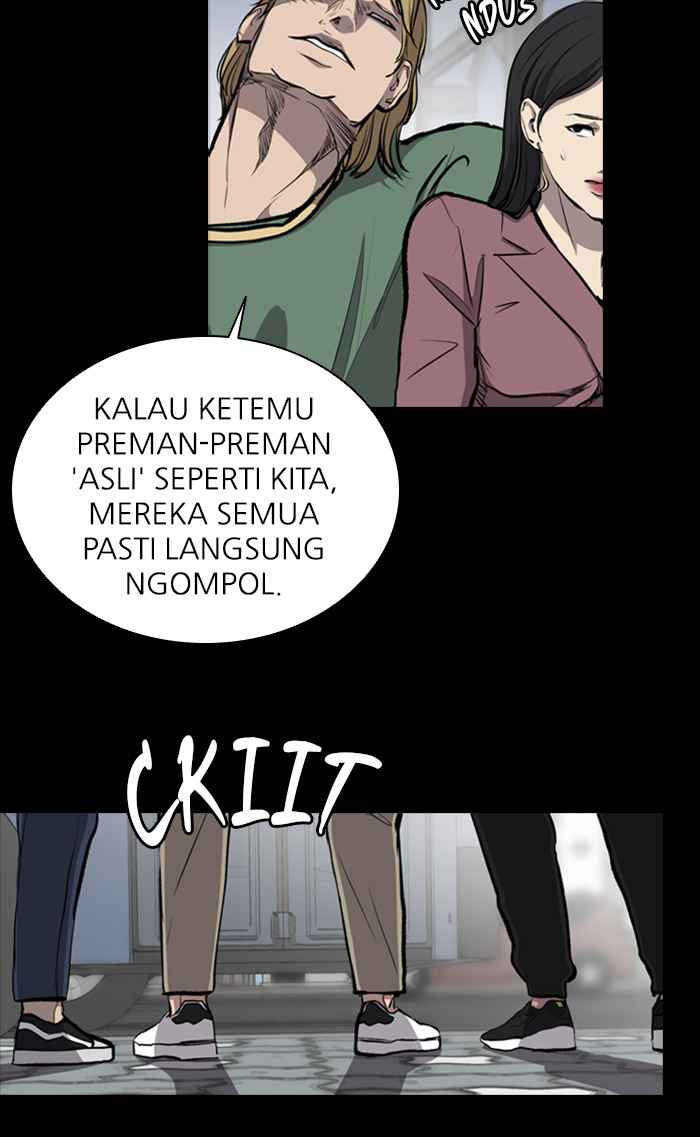 NDUS
KALAU KETEMU
PREMAN-PREMAN
'ASLI' SEPERTI KITA,
MEREKA SEMUA
PASTI LANGSUNG
NGOMPOL.
CKIIT